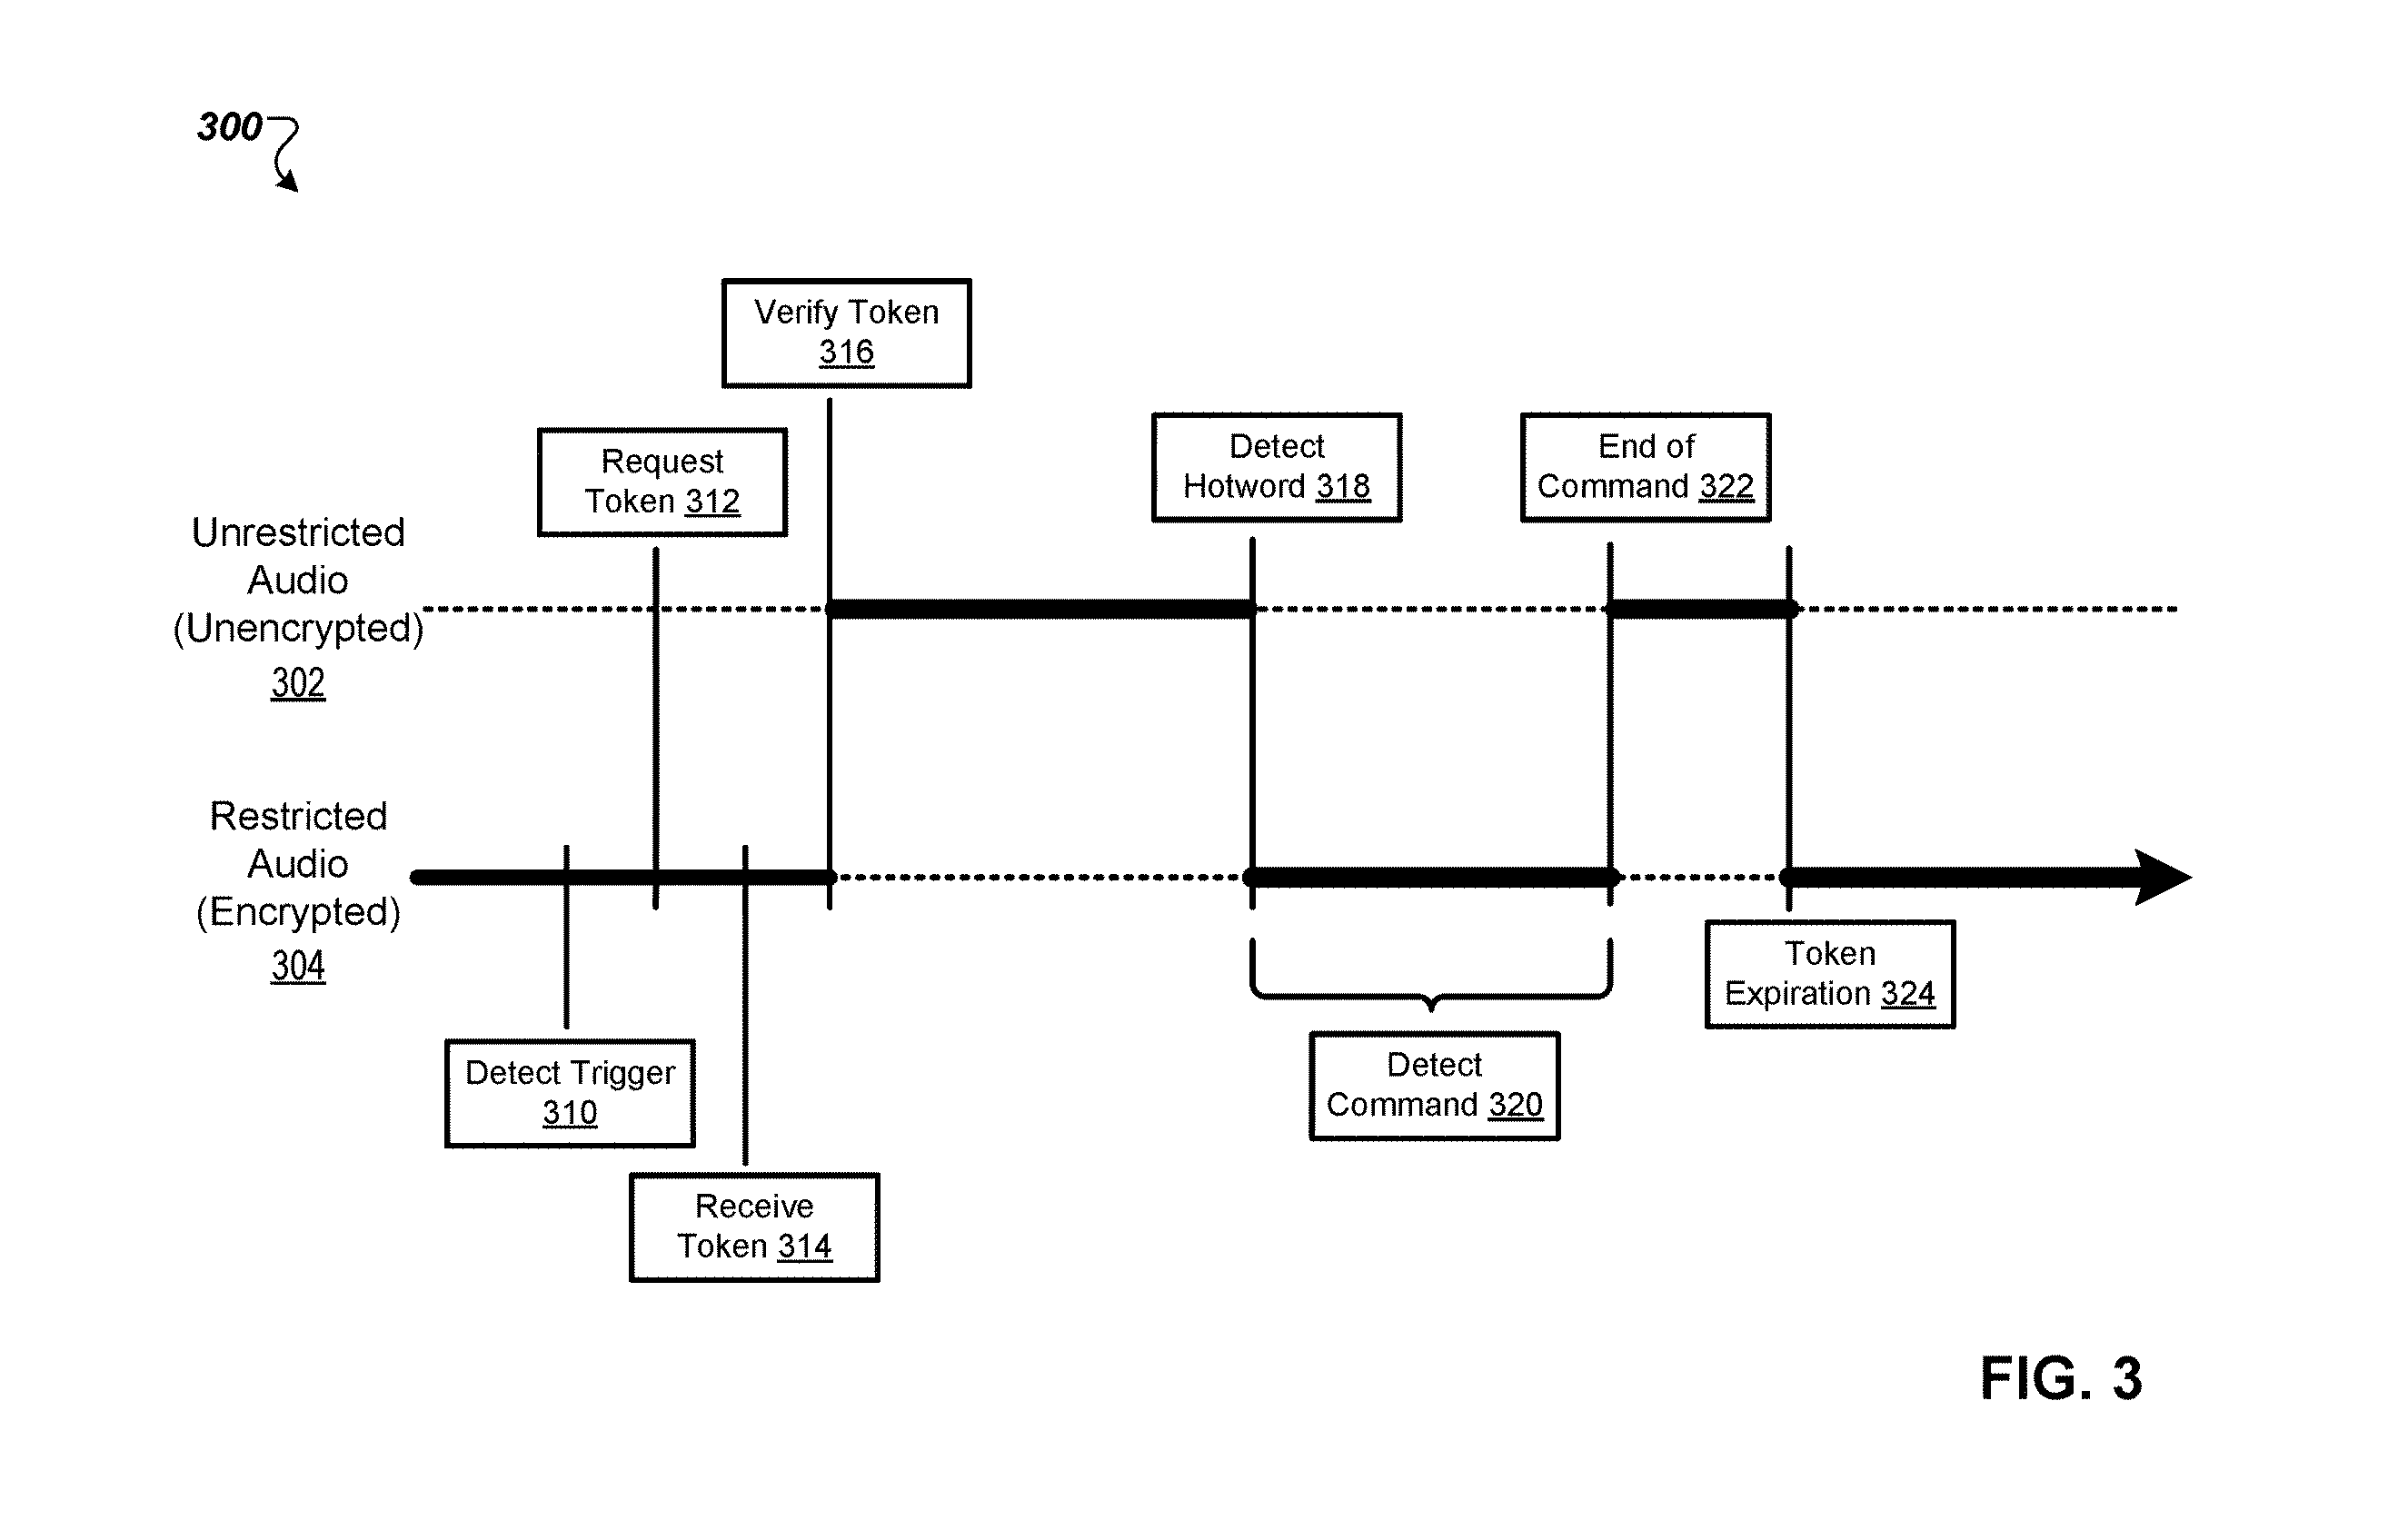 300
Verify Token
316
Request
Token 312
Detect
Hotword 318
End of
Command 322
Unrestricted
Audio
(Unencrypted)
302
Restricted
Audio
(Encrypted)
304
Token
Expiration 324
Detect Trigger
310
Detect
Command 320
Receive
Token 314
FIG. 3